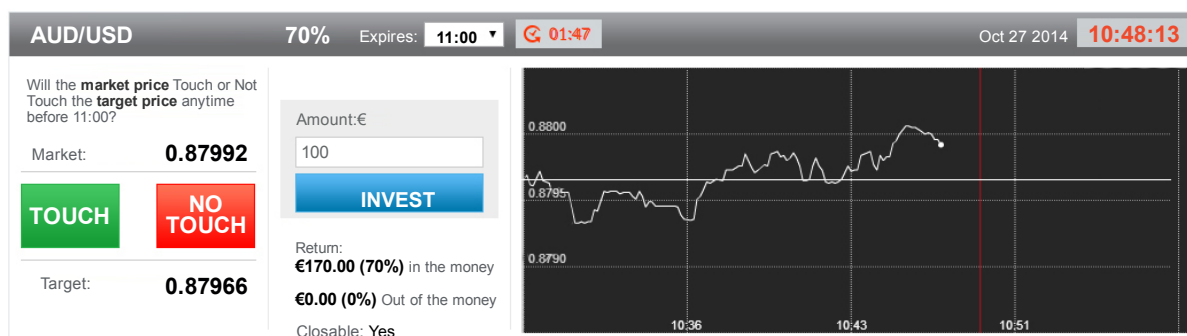 AUD/USD 70% Expires: 11:00 01:47 Oct 27 2014 10:48:13
Will the market price Touch or Not
Touch the target price anytime
before 11:00?
Market: 0.87992
TOUCH NO TOUCH
Target: 0.87966
Amount:€
100
INVEST
Return:
€170.00 (70%) in the money
€0.00 (0%) Out of the money
Closable: Yes
0.8800
0.8795
0.8790
10:36 10:43 10:51